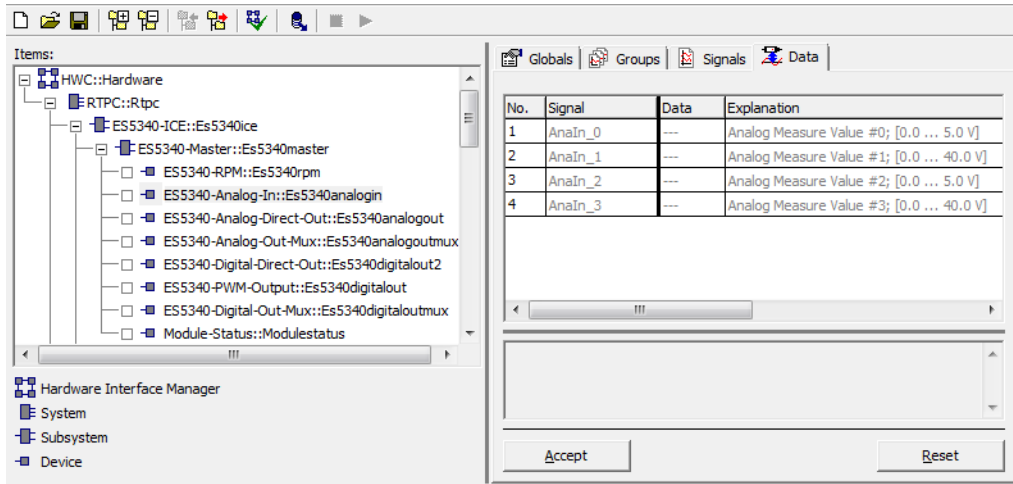 Items:
HWC::Hardware
RTPC::Rtpc
ES5340-ICE::Es5340ice
ES5340-Master::Es5340master
ES5340-RPM::Es5340rpm
ES5340-Analog-In::Es5340analogin
ES5340-Analog-Direct-Out::Es5340analogout
ES5340-Analog-Out-Mux::Es5340analogoutmux
ES5340-Digital-Direct-Out::Es5340digitalout2
ES5340-PWM-Output::Es5340digitalout
ES5340-Digital-Out-Mux::Es5340digitaloutmux
Module-Status::Modulestatus
Hardware Interface Manager
System
Subsystem
Device
Globals Groups Signals Data
No. Signal Data Explanation
1 AnaIn_0 --- Analog Measure Value #0; [0.0 ... 5.0 V]
2 AnaIn_1 --- Analog Measure Value #1; [0.0 ... 40.0 V]
3 AnaIn_2 --- Analog Measure Value #2; [0.0 ... 5.0 V]
4 AnaIn_3 --- Analog Measure Value #3; [0.0 ... 40.0 V]
Accept Reset